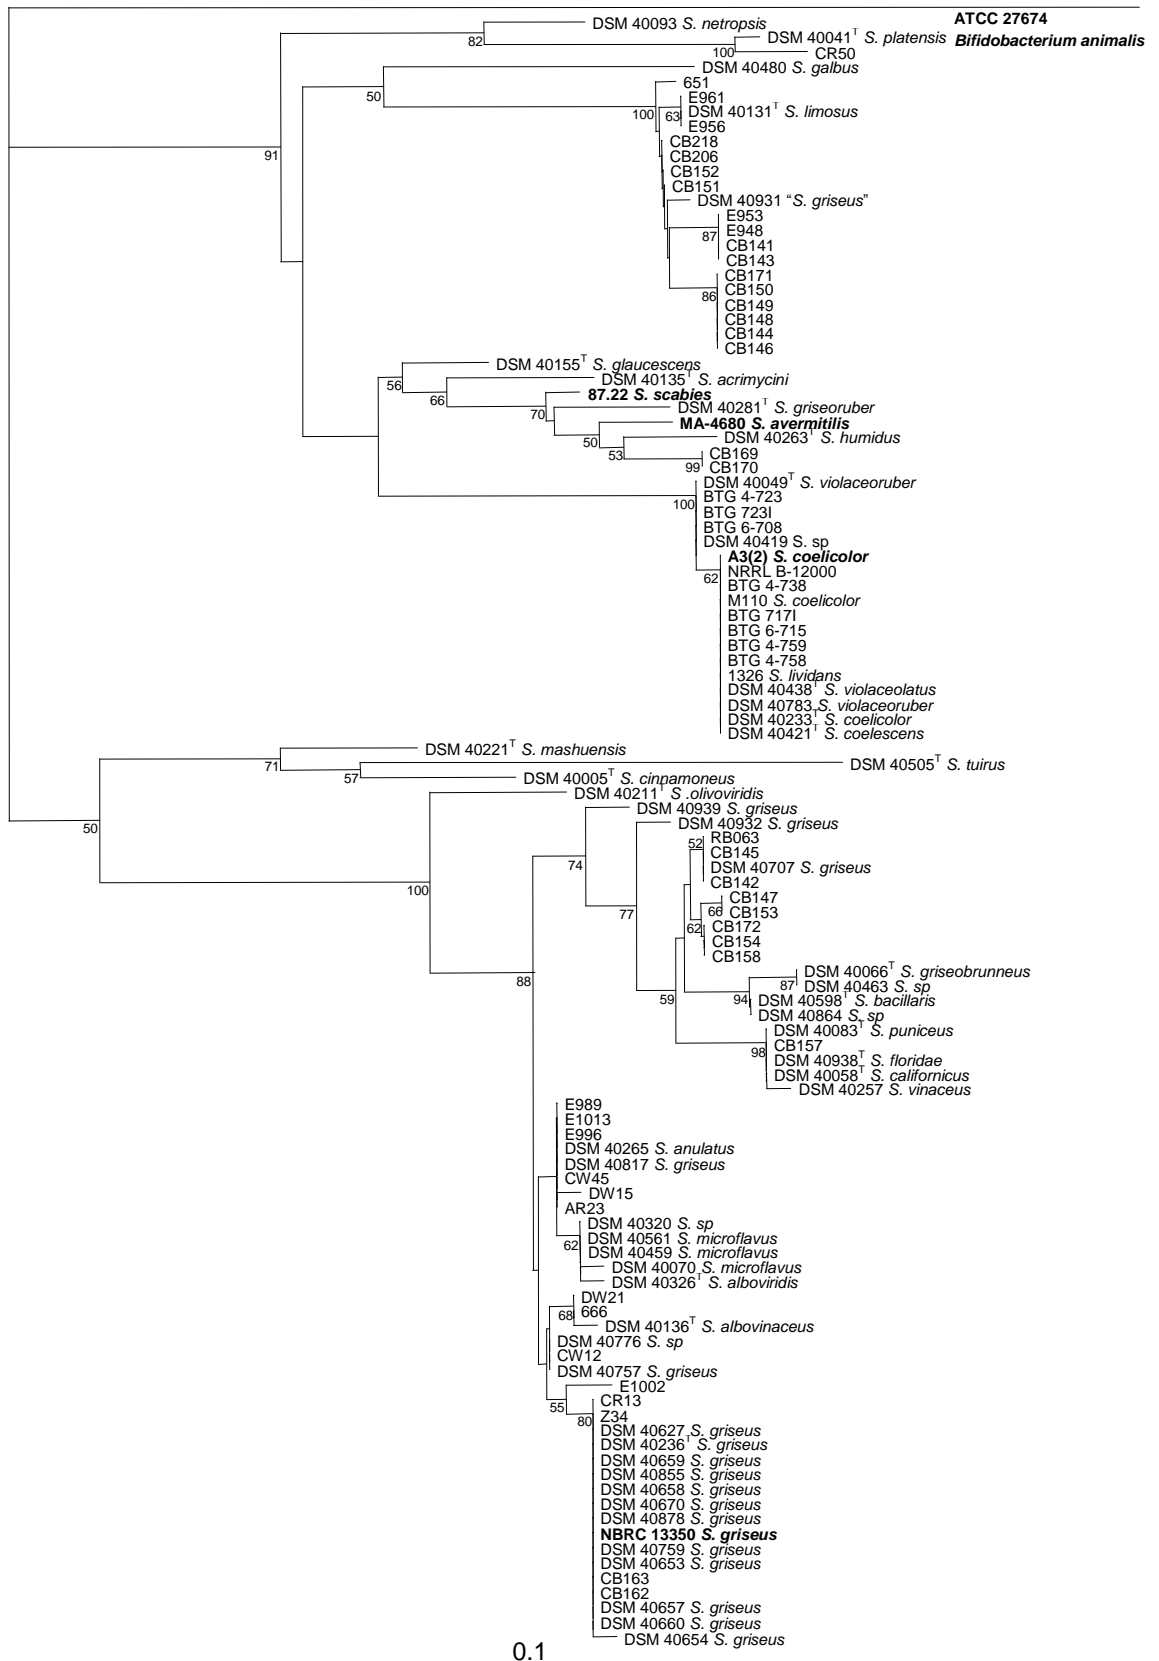 ATCC 27674
DSM 40093 S. netropsis
82
DSM 40041T S. platensis
Bifidobacterium animalis
100
CR50
DSM 40480 S. galbus
651
50
E961
100
63
DSM 40131T S. limosus
E956
CB218
91
CB206
CB152
CB151
DSM 40931 “S. griseus”
E953
E948
87
CB141
CB143
CB171
CB150
86
CB149
CB148
CB144
CB146
DSM 40155T S. glaucescens
DSM 40135T S. acrimycini
56
87.22 S. scabies
66
DSM 40281T S. griseoruber
70
MA-4680 S. avermitilis
DSM 40263T S. humidus
50
CB169
53
CB170
99
DSM 40049T S. violaceoruber
BTG 4-723
100
BTG 723I
BTG 6-708
DSM 40419 S. sp
A3(2) S. coelicolor
NRRL B-12000
62
BTG 4-738
M110 S. coelicolor
BTG 717I
BTG 6-715
BTG 4-759
BTG 4-758
1326 S. lividans
DSM 40438T S. violaceolatus
DSM 40783 S. violaceoruber
DSM 40233T S. coelicolor
DSM 40421T S. coelescens
DSM 40221T S. mashuensis
71
DSM 40505T S. tuirus
57
DSM 40005T S. cinnamoneus
DSM 40211T S .olivoviridis
DSM 40939 S. griseus
DSM 40932 S. griseus
50
RB063
52
CB145
74
DSM 40707 S. griseus
CB142
100
CB147
66
CB153
77
CB172
62
CB154
CB158
DSM 40066T S. griseobrunneus
88
87
DSM 40463 S. sp
59
94
DSM 40598T S. bacillaris
DSM 40864 S. sp
DSM 40083T S. puniceus
CB157
98
DSM 40938T S. floridae
DSM 40058T S. californicus
DSM 40257 S. vinaceus
E989
E1013
E996
DSM 40265 S. anulatus
DSM 40817 S. griseus
CW45
DW15
AR23
DSM 40320 S. sp
DSM 40561 S. microflavus
62
DSM 40459 S. microflavus
DSM 40070 S. microflavus
DSM 40326T S. alboviridis
DW21
68
666
DSM 40136T S. albovinaceus
DSM 40776 S. sp
CW12
DSM 40757 S. griseus
E1002
CR13
55
Z34
80
DSM 40627 S. griseus
DSM 40236T S. griseus
DSM 40659 S. griseus
DSM 40855 S. griseus
DSM 40658 S. griseus
DSM 40670 S. griseus
DSM 40878 S. griseus
NBRC 13350 S. griseus
DSM 40759 S. griseus
DSM 40653 S. griseus
CB163
CB162
DSM 40657 S. griseus
DSM 40660 S. griseus
DSM 40654 S. griseus
0.1